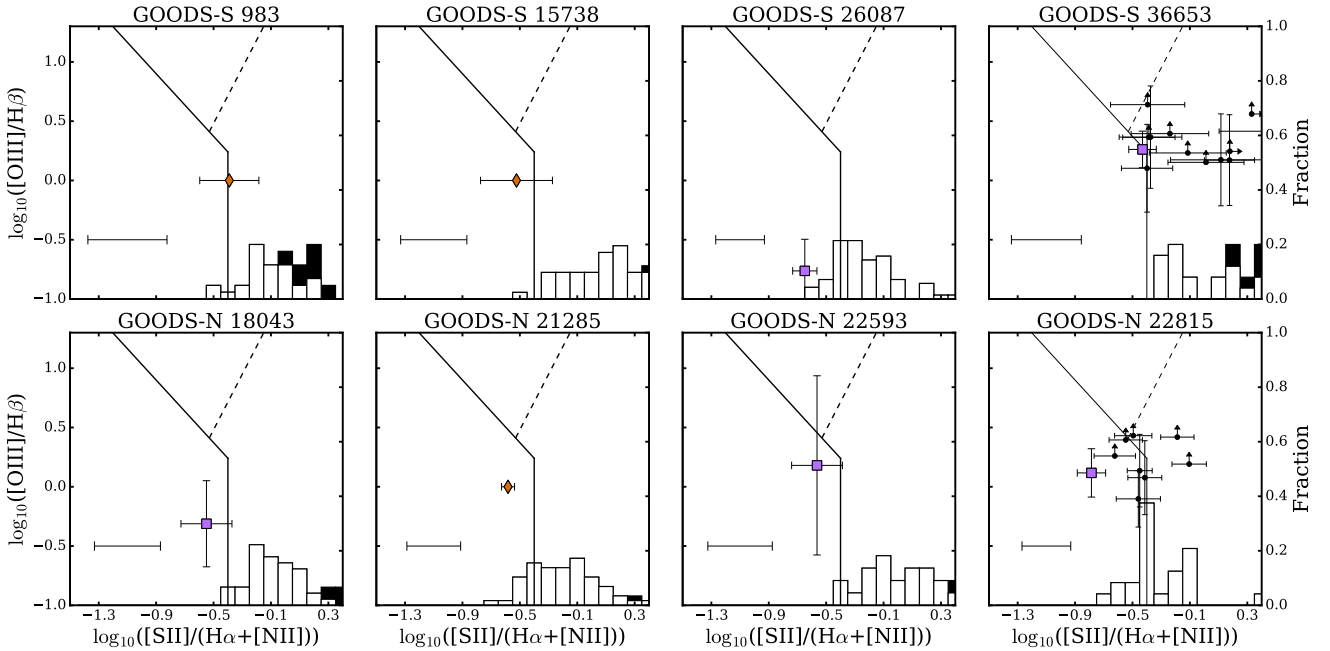 GOODS-S 983 GOODS-S 15738 GOODS-S 26087 GOODS-S 36653
1.0 1.0
0.8
0.5
0.6
0.0
0.4
−0.5 0.2
−1.0 0.0
log10([OIII]/Hβ) Fraction
GOODS-N 18043 GOODS-N 21285 GOODS-N 22593 GOODS-N 22815
1.0 1.0
0.8
0.5
0.6
0.0
0.4
−0.5 0.2
−1.0 0.0
log10([OIII]/Hβ) Fraction
−1.3 −0.9 −0.5 −0.1 0.3 −1.3 −0.9 −0.5 −0.1 0.3 −1.3 −0.9 −0.5 −0.1 0.3 −1.3 −0.9 −0.5 −0.1 0.3
log10([SII]/(Hα+[NII])) log10([SII]/(Hα+[NII])) log10([SII]/(Hα+[NII])) log10([SII]/(Hα+[NII]))